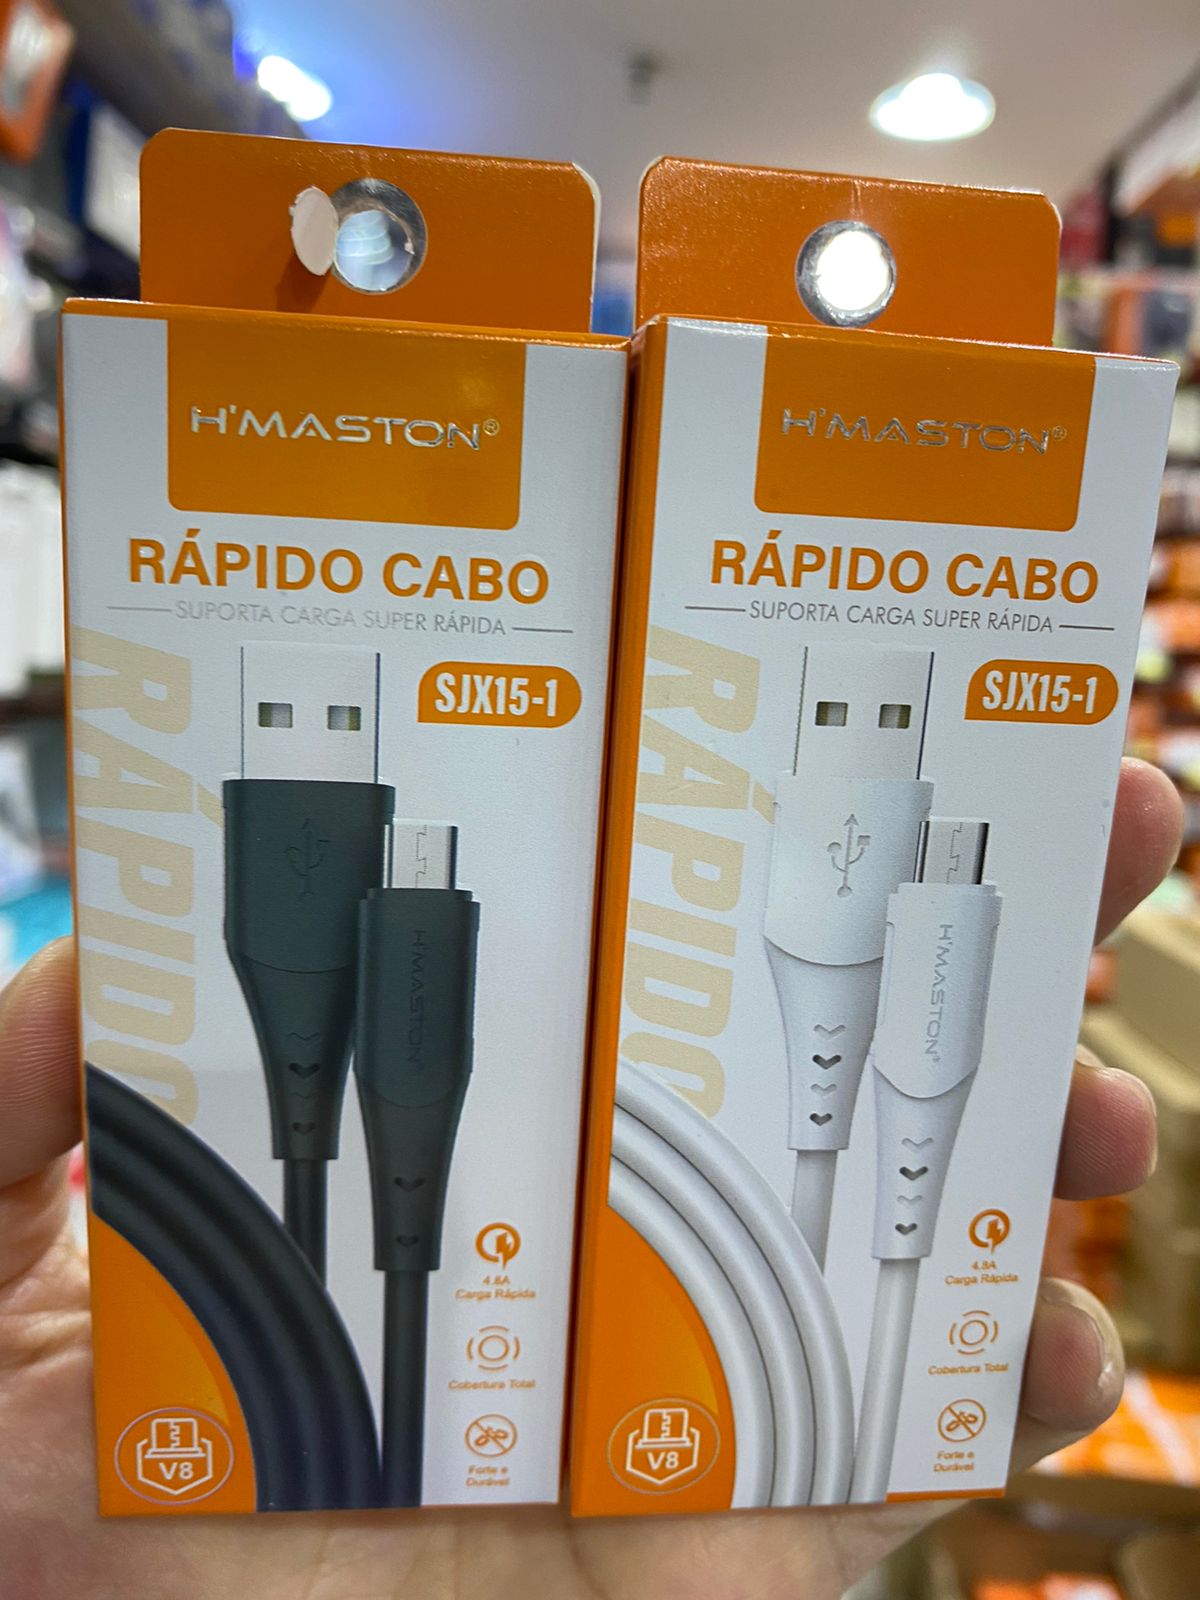 H'MASTON®
RÁPIDO CABO
SUPORTA CARGA SUPER RÁPIDA
SJX15-1
RÁPIDO
H'MASTON®
4.8A
Carga Rápida
Cobertura Total
Forte e
Durável
V8
H'MASTON®
RÁPIDO CABO
SUPORTA CARGA SUPER RÁPIDA
SJX15-1
RÁPIDO
H'MASTON®
4.8A
Carga Rápida
Cobertura Total
Forte e
Durável
V8